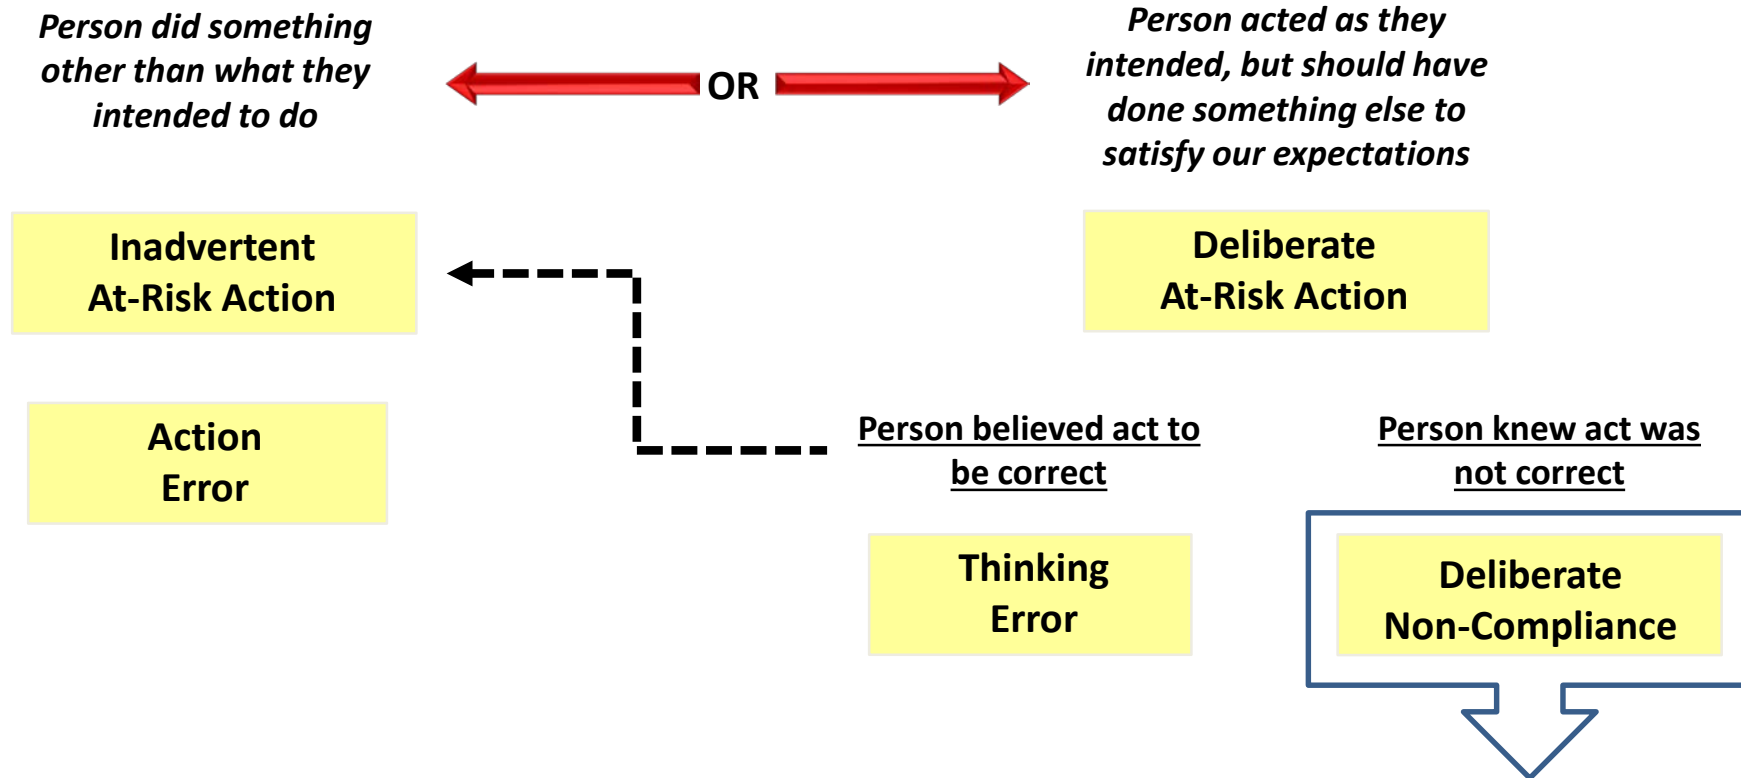 Person did something
other than what they
intended to do
OR
Person acted as they
intended, but should have
done something else to
satisfy our expectations
Inadvertent
At-Risk Action
Deliberate
At-Risk Action
Action
Error
Person believed act to
be correct
Person knew act was
not correct
Thinking
Error
Deliberate
Non-Compliance